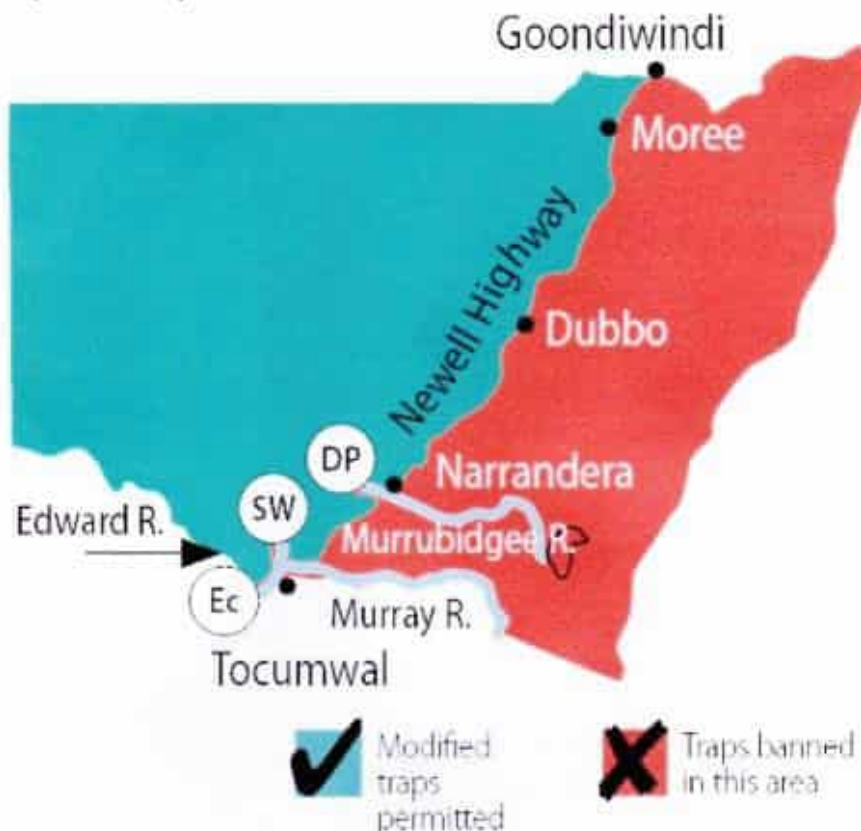 Goondiwindi
Moree
Newell Highway
Dubbo
DP
Narrandera
SW
Edward R.
Murrubidgee R.
Ec
Murray R.
Tocumwal
Modified
traps
permitted
Traps banned
in this area